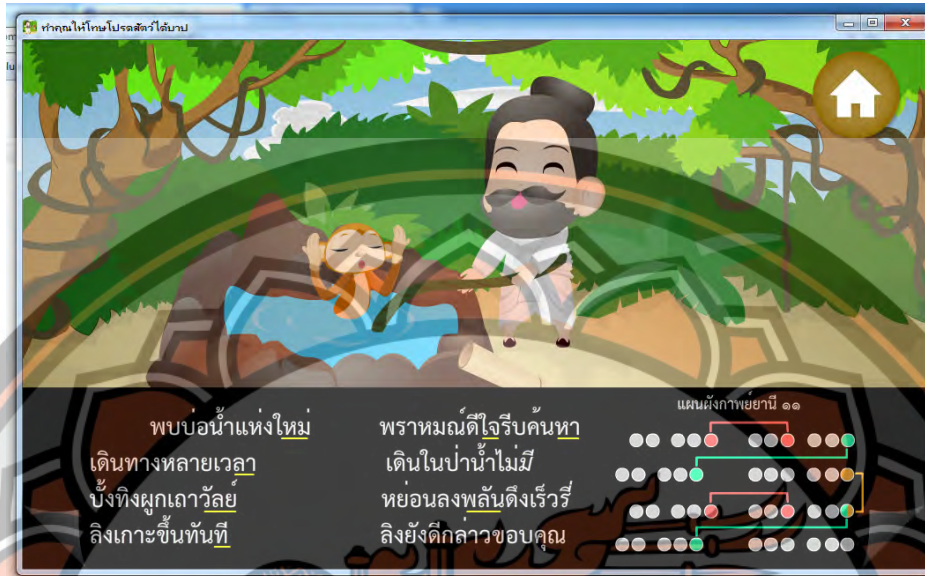 ทำคุณให้โทษโปรดสัตว์ได้บาป
แผนผังกาพย์ยานี ๑๑
พบบ่อน้ำแห่งใหม่ พราหมณ์ดีใจรีบค้นหา
เดินทางหลายเวลา เดินในป่าน้ำไม่มี
บั้งทิงผูกเถาวัลย์ หย่อนลงพลันดึงเร็วรี่
ลิงเกาะขึ้นทันที ลิงยังดีกล่าวขอบคุณ